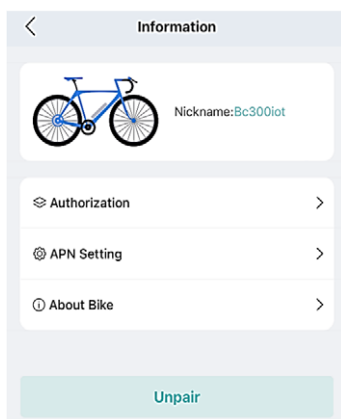 Information
Nickname:Bc300iot
Authorization
APN Setting
About Bike
Unpair